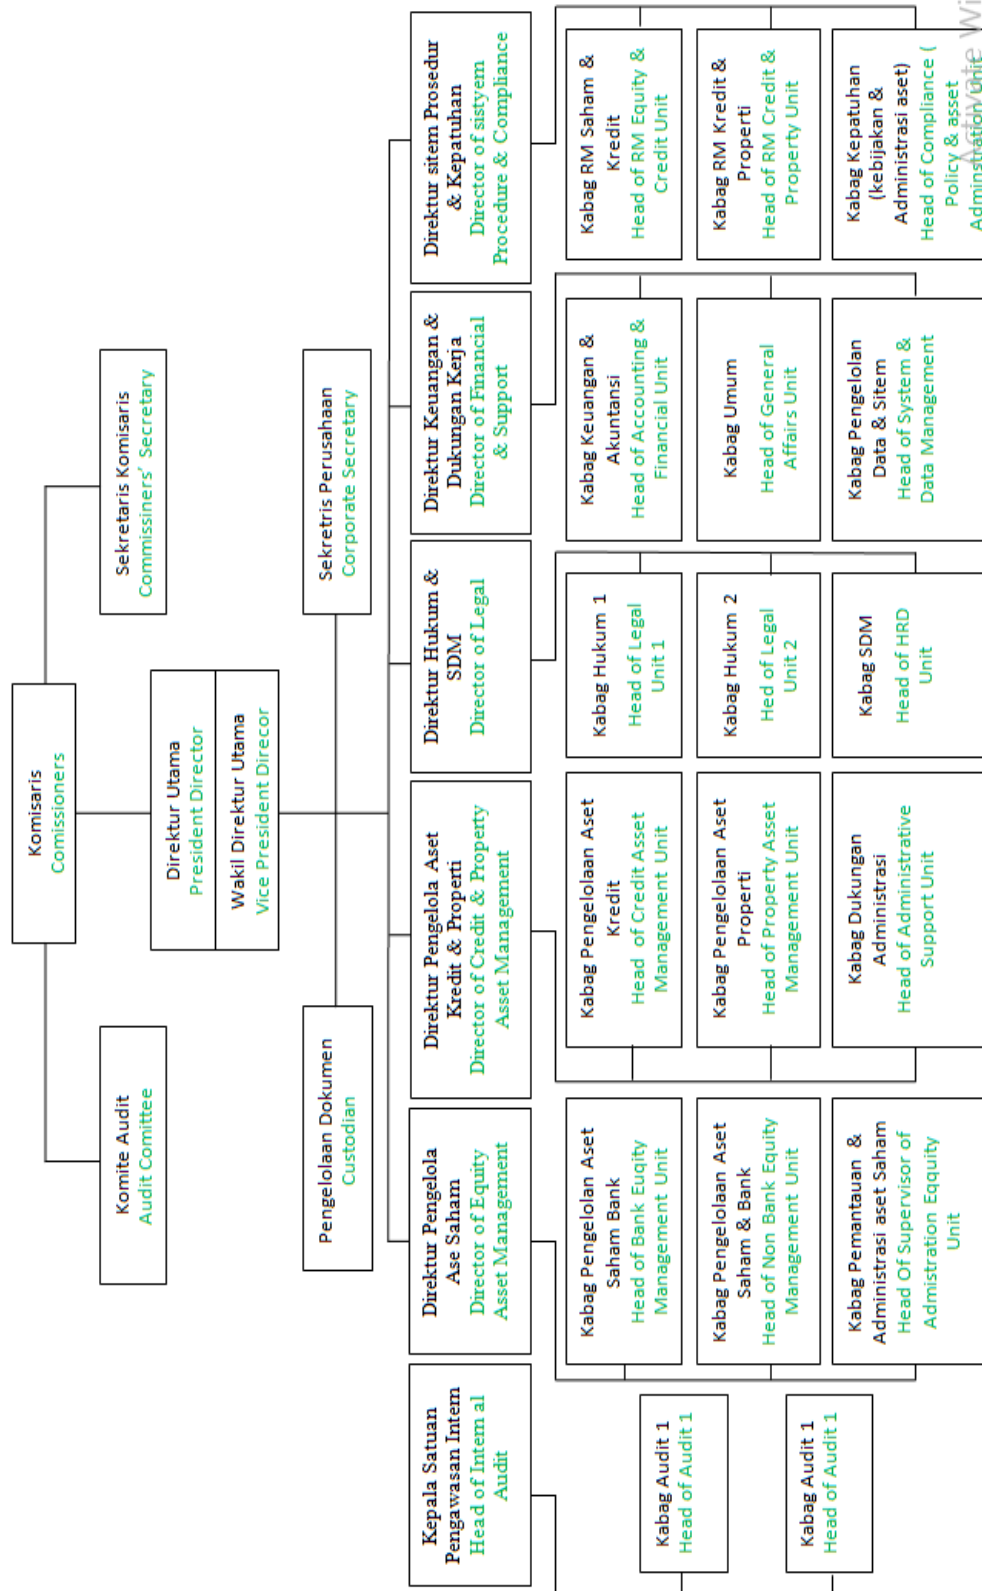 Komisaris
Comissioners
Komite Audit
Audit Comittee
Sekretaris Komisaris
Commissiners' Secretary
Direktur Utama
President Director
Wakil Direktur Utama
Vice President Direcor
Pengelolaan Dokumen
Custodian
Sekretris Perusahaan
Corporate Secretary
Kepala Satuan
Pengawasan Intern
Head of Intern al
Audit
Direktur Pengelola
Ase Saham
Director of Equity
Asset Management
Direktur Pengelola Aset
Kredit & Properti
Director of Credit & Property
Asset Management
Direktur Hukum &
SDM
Director of Legal
Direktur Keuangan &
Dukungan Kerja
Director of Financial
& Support
Direktur sitem Prosedur
& Kepatuhan
Director of sistyem
Procedure & Compliance
Kabag Audit 1
Head of Audit 1
Kabag Pengelolan Aset
Saham Bank
Head of Bank Euqity
Management Unit
Kabag Pengelolaan Aset
Kredit
Head of Credit Asset
Management Unit
Kabag Hukum 1
Head of Legal
Unit 1
Kabag Keuangan &
Akuntansi
Head of Accounting &
Financial Unit
Kabag RM Saham &
Kredit
Head of RM Equity &
Credit Unit
Kabag Audit 1
Head of Audit 1
Kabag Pengelolaan Aset
Saham & Bank
Head of Non Bank Equity
Management Unit
Kabag Pengelolaan Aset
Properti
Head of Property Asset
Management Unit
Kabag Hukum 2
Hed of Legal
Unit 2
Kabag Umum
Head of General
Affairs Unit
Kabag RM Kredit &
Properti
Head of RM Credit &
Property Unit
Kabag Pemantauan &
Administrasi aset Saham
Head Of Supervisor of
Admistration Eqquity
Unit
Kabag Dukungan
Administrasi
Head of Administrative
Support Unit
Kabag SDM
Head of HRD
Unit
Kabag Pengelolan
Data & Sitem
Head of System &
Data Management
Kabag Kepatuhan
(kebijakan &
Administrasi aset)
Head of Compliance (
Policy & asset
Adminstration unit
Activate Wi